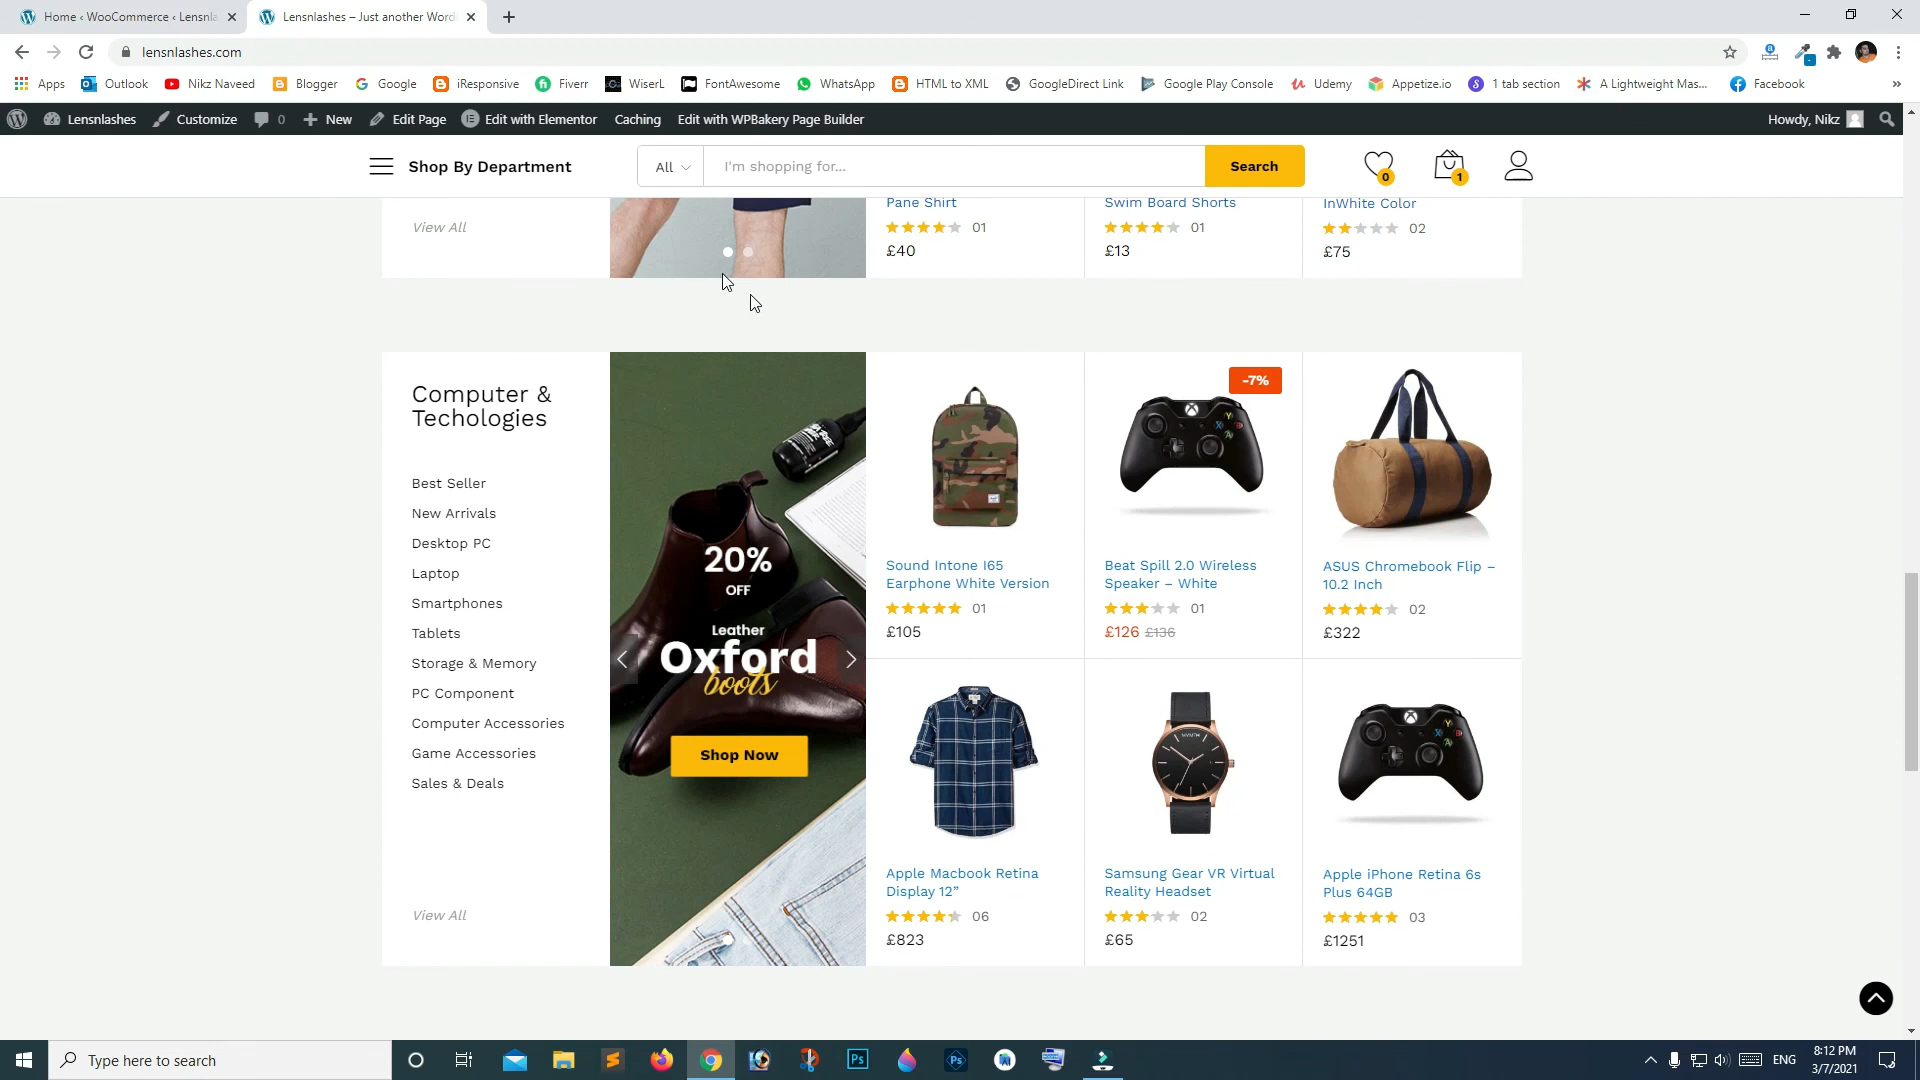 Home ‹ WooCommerce ‹ Lensnla
Lensnlashes – Just another Word
lensnlashes.com
Apps
Outlook
Nikz Naveed
Blogger
Google
iResponsive
Fiverr
WiserL
FontAwesome
WhatsApp
HTML to XML
GoogleDirect Link
Google Play Console
Udemy
Appetize.io
1 tab section
A Lightweight Mas...
Facebook
»
Lensnlashes
Customize
0
New
Edit Page
Edit with Elementor
Caching
Edit with WPBakery Page Builder
Howdy, Nikz
Shop By Department
All
I'm shopping for...
Search
0
1
View All
Pane Shirt
01
£40
Swim Board Shorts
01
£13
InWhite Color
02
£75
Computer &
Techologies
Best Seller
New Arrivals
Desktop PC
Laptop
Smartphones
Tablets
Storage & Memory
PC Component
Computer Accessories
Game Accessories
Sales & Deals
View All
20%
OFF
Leather
Oxford
boots
Shop Now
Sound Intone I65
Earphone White Version
01
£105
-7%
Beat Spill 2.0 Wireless
Speaker – White
01
£126 £136
ASUS Chromebook Flip –
10.2 Inch
02
£322
Apple Macbook Retina
Display 12”
06
£823
Samsung Gear VR Virtual
Reality Headset
02
£65
Apple iPhone Retina 6s
Plus 64GB
03
£1251
Type here to search
Ps
Ps
ENG
8:12 PM
3/7/2021